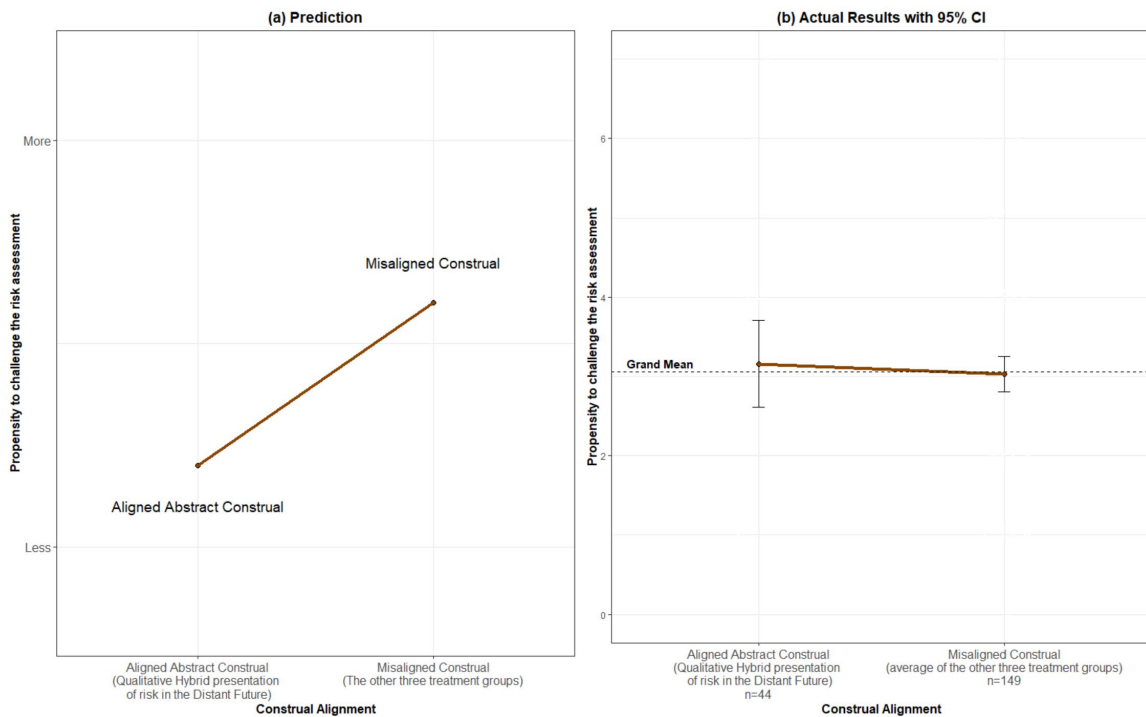 (a) Prediction
Propensity to challenge the risk assessment
More
Less
Misaligned Construal
Aligned Abstract Construal
Aligned Abstract Construal
(Qualitative Hybrid presentation
of risk in the Distant Future)
Misaligned Construal
(The other three treatment groups)
Construal Alignment
(b) Actual Results with 95% CI
Propensity to challenge the risk assessment
6
4
2
0
Grand Mean
Aligned Abstract Construal
(Qualitative Hybrid presentation
of risk in the Distant Future)
n=44
Misaligned Construal
(average of the other three treatment groups)
n=149
Construal Alignment